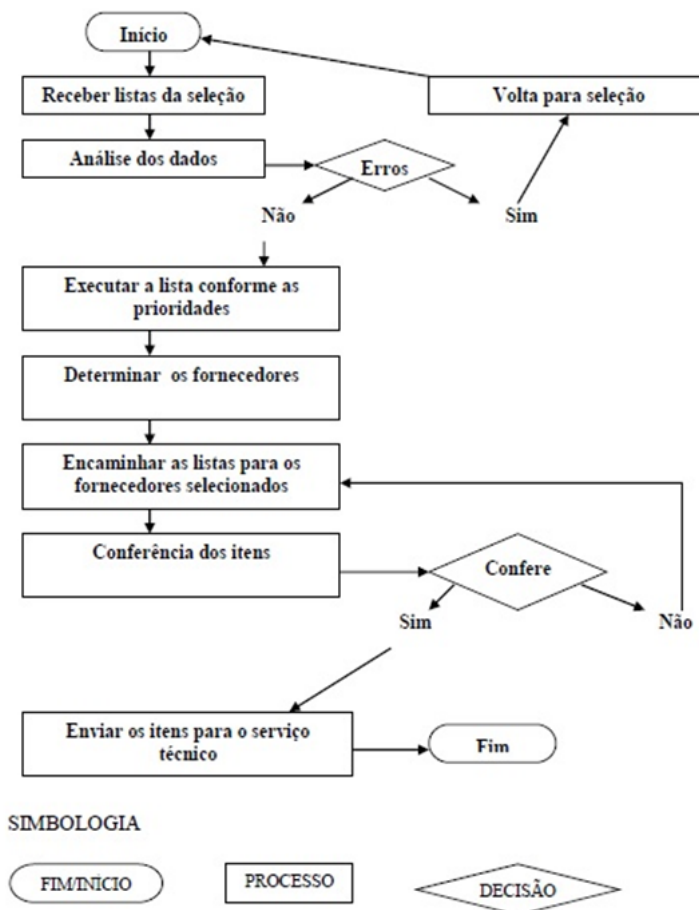 Início
Receber listas da seleção
Volta para seleção
Análise dos dados
Erros
Não
Sim
Executar a lista conforme as
prioridades
Determinar os fornecedores
Encaminhar as listas para os
fornecedores selecionados
Conferência dos itens
Confere
Sim
Não
Enviar os itens para o serviço
técnico
Fim
SIMBOLOGIA
FIM/INÍCIO
PROCESSO
DECISÃO